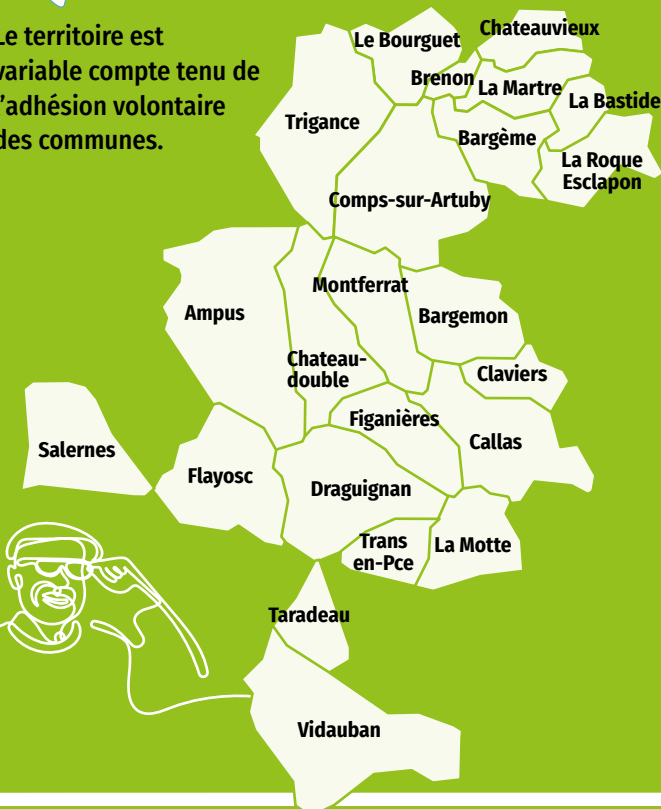 Le territoire est
variable compte tenu de
l’adhésion volontaire
des communes.
Chateauvieux
Le Bourguet
Brenon
La Martre
La Bastide
Trigance
Bargème
La Roque
Esclapon
Comps-sur-Artuby
Montferrat
Ampus
Bargemon
Chateau-
double
Claviers
Figanières
Salernes
Callas
Flayosc
Draguignan
Trans
en-Pce
La Motte
Taradeau
Vidauban